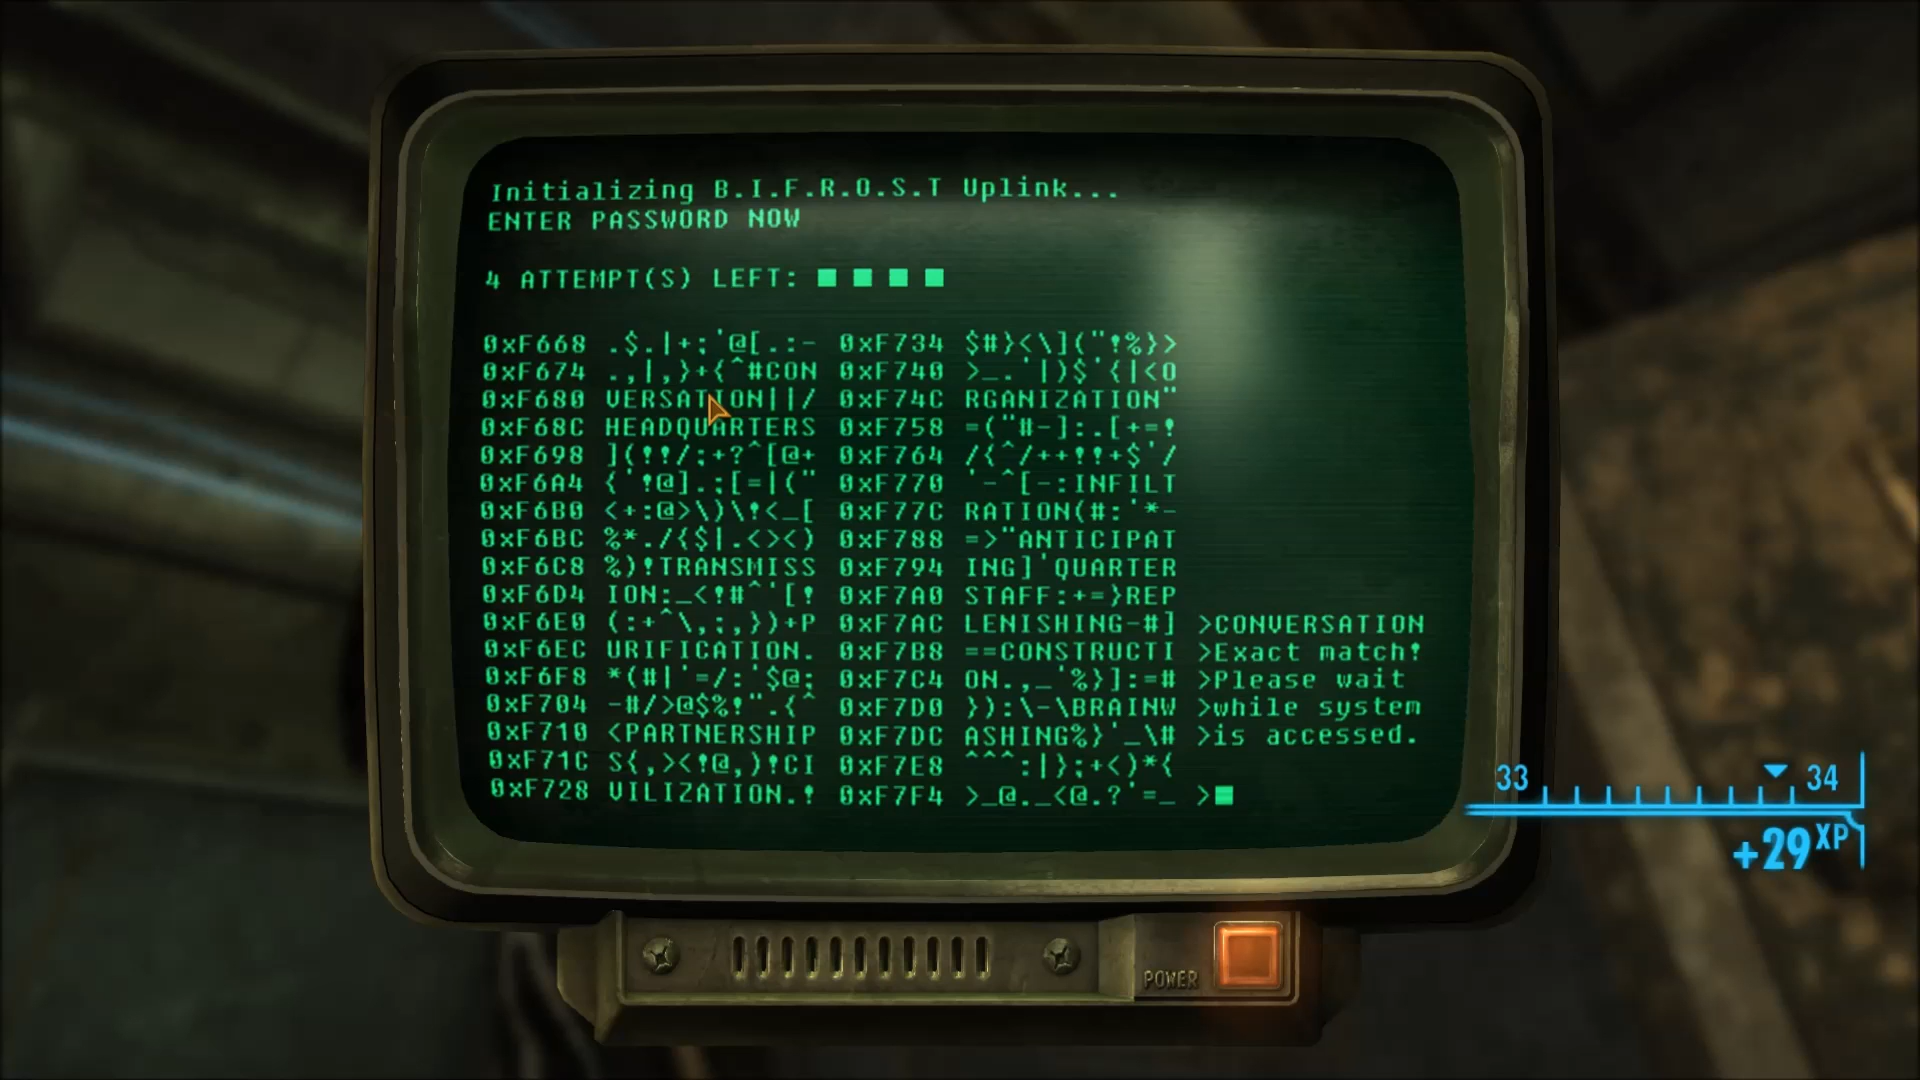 Initializing B.I.F.R.O.S.T Uplink...
ENTER PASSWORD NOW
4 ATTEMPT(S) LEFT: ■ ■ ■ ■
0xF668 .$.|+;'@[.:- 0xF734 $#}<\]("!%}>
0xF674 .,|,}+{^#CON 0xF740 >_.'|)$'{|<O
0xF680 VERSATION||/ 0xF74C RGANIZATION"
0xF68C HEADQUARTERS 0xF758 =("#-]:.[+=!
0xF698 ](!!/;+?^[@+ 0xF764 /{^/++!!+$'/
0xF6A4 {'!@].;[=|(" 0xF770 '-^[-:INFILT
0xF6B0 <+:@>\)\!<_[ 0xF77C RATION(#:'*-
0xF6BC %*./{$|.<><) 0xF788 =>"ANTICIPAT
0xF6C8 %)!TRANSMISS 0xF794 ING]'QUARTER
0xF6D4 ION:_<!#^'[! 0xF7A0 STAFF:+=}REP
0xF6E0 (:+^\,;,})+P 0xF7AC LENISHING-#] >CONVERSATION
0xF6EC URIFICATION. 0xF7B8 ==CONSTRUCTI >Exact match!
0xF6F8 *(#|'=/:'$@; 0xF7C4 ON.,_'%}]:=# >Please wait
0xF704 -#/>@$%!".{^ 0xF7D0 }):\-\BRAINW >while system
0xF710 <PARTNERSHIP 0xF7DC ASHING%}'_\# >is accessed.
0xF71C S{,><!@,)!CI 0xF7E8 ^^^:|};+<)*{
0xF728 VILIZATION.! 0xF7F4 >_@._<@.?'=_ >■
33 34
+29 XP
POWER